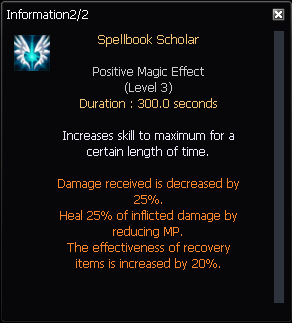 Information2/2
Spellbook Scholar
Positive Magic Effect
(Level 3)
Duration : 300.0 seconds
Increases skill to maximum for a
certain length of time.
Damage received is decreased by
25%.
Heal 25% of inflicted damage by
reducing MP.
The effectiveness of recovery
items is increased by 20%.